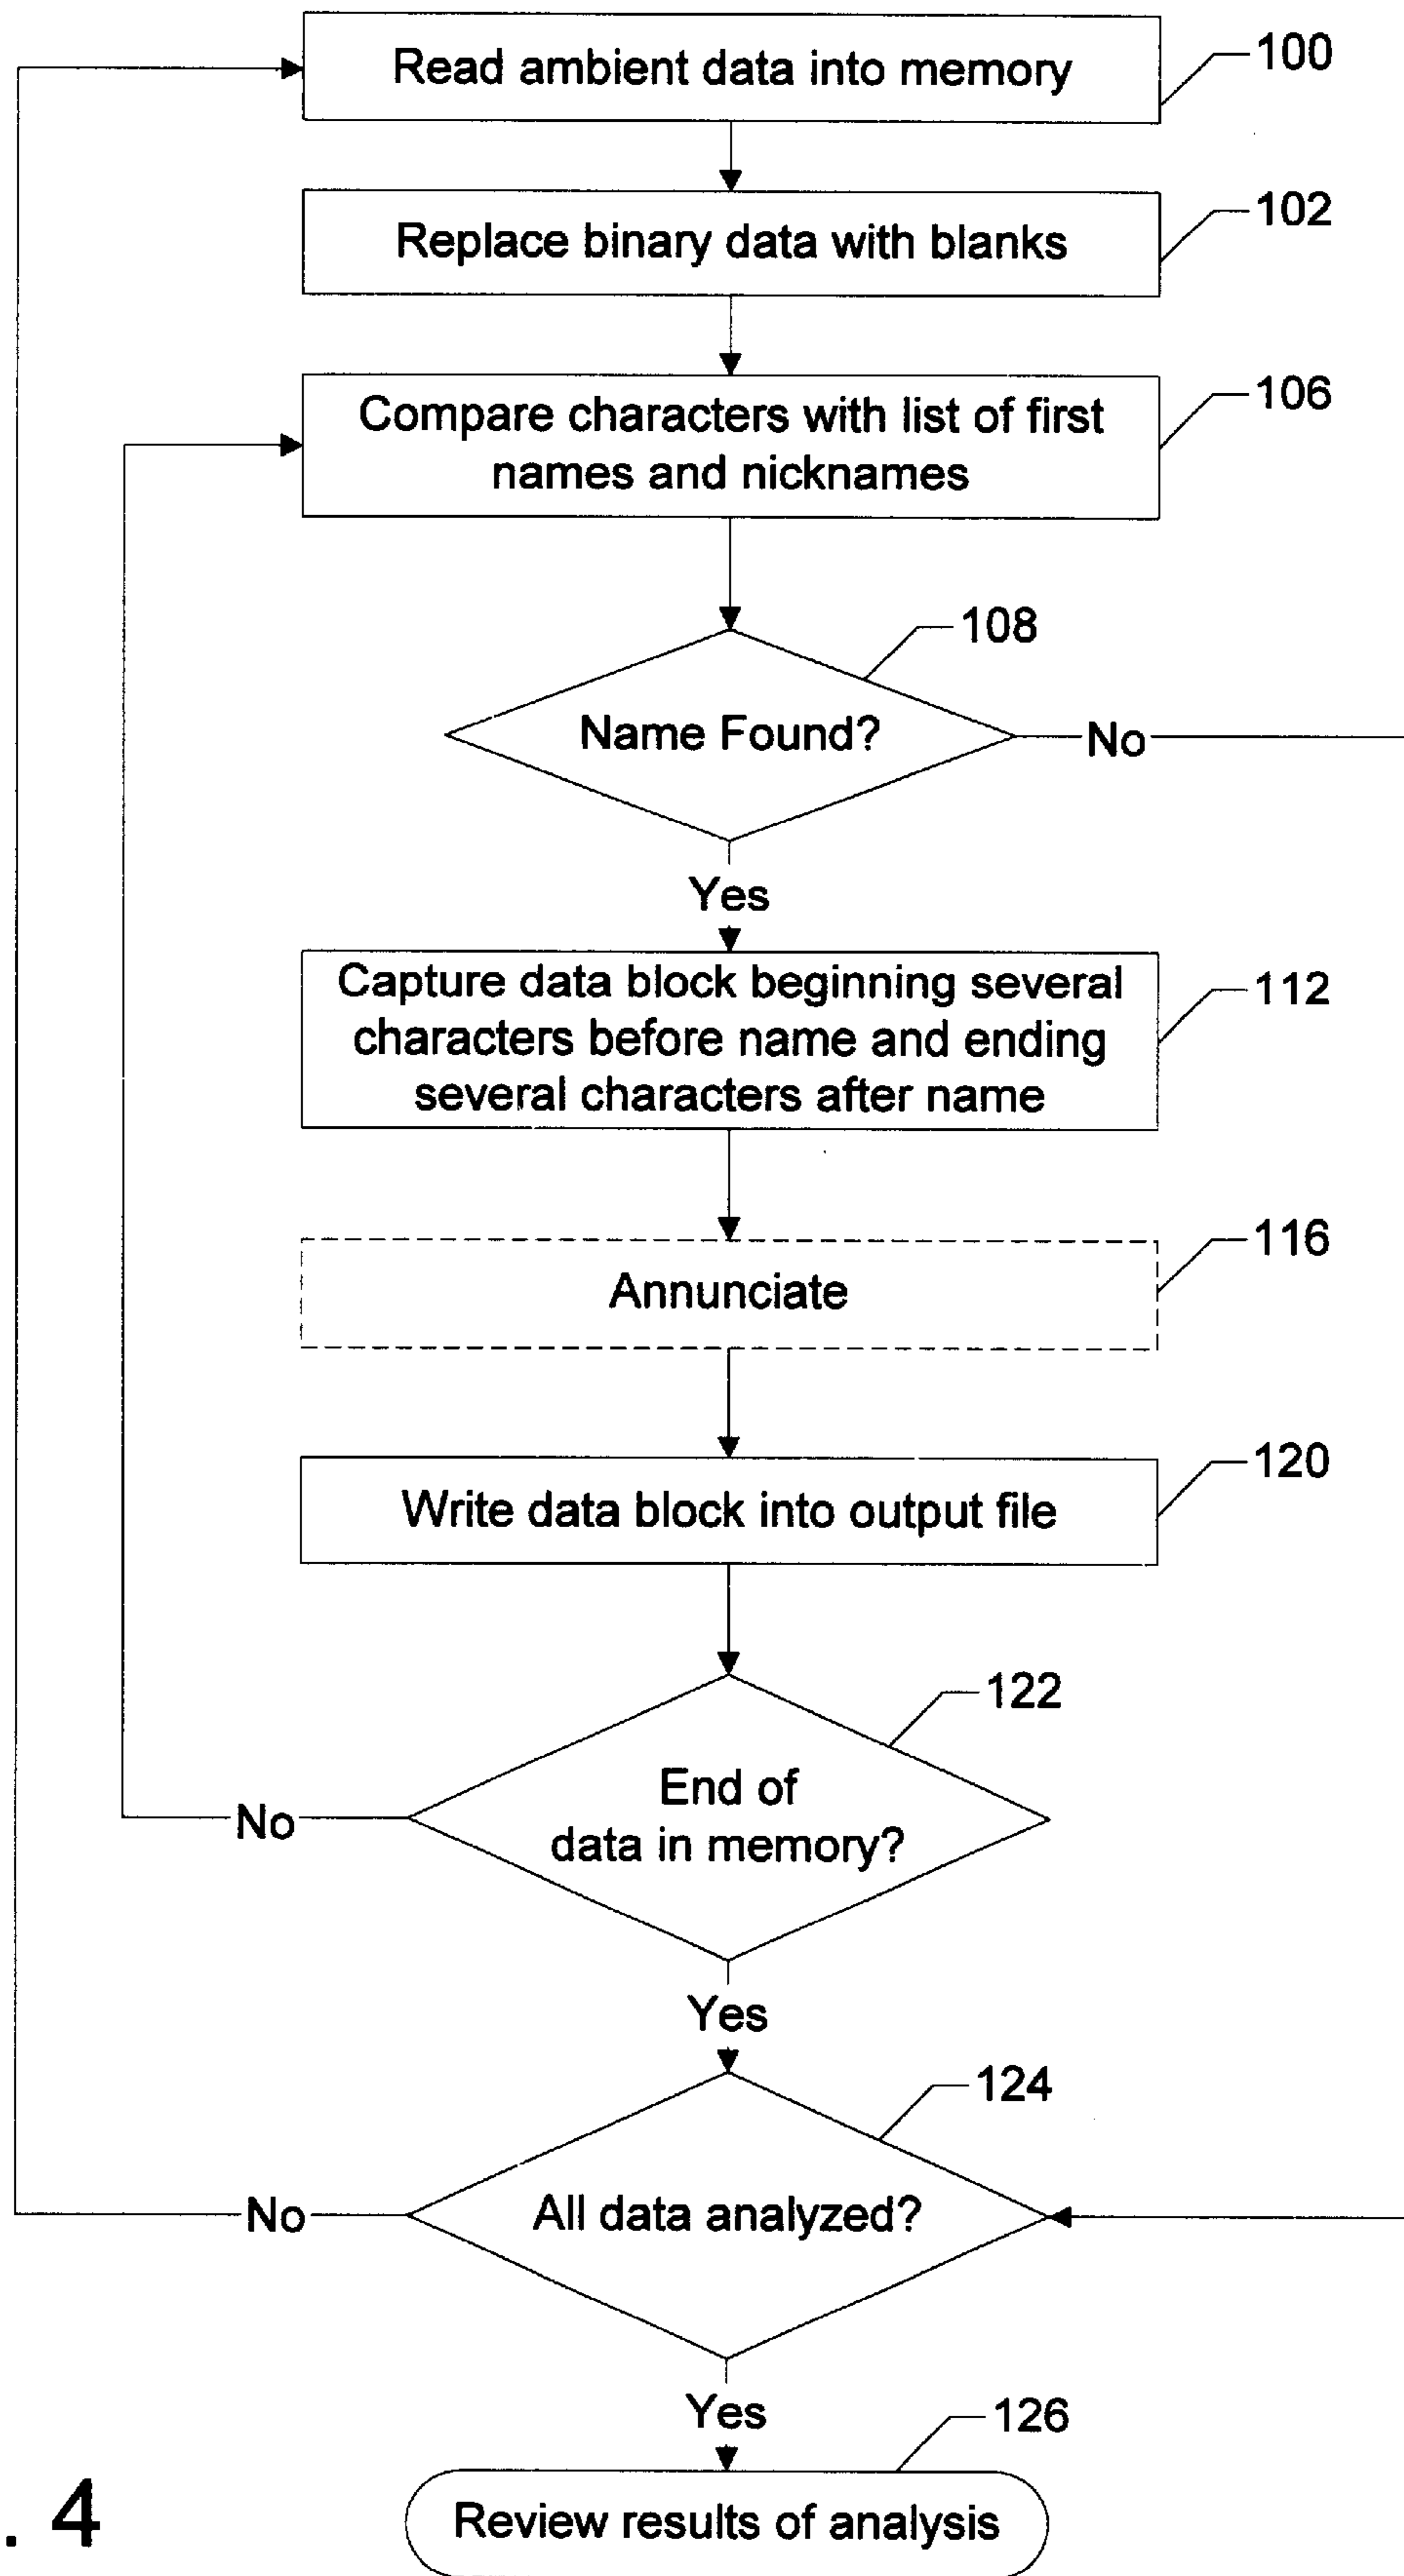 Read ambient data into memory
100
Replace binary data with blanks
102
Compare characters with list of first
names and nicknames
106
108
Name Found?
No
Yes
Capture data block beginning several
characters before name and ending
several characters after name
112
Annunciate
116
Write data block into output file
120
122
End of
data in memory?
No
Yes
124
All data analyzed?
No
Yes
126
Review results of analysis
. 4